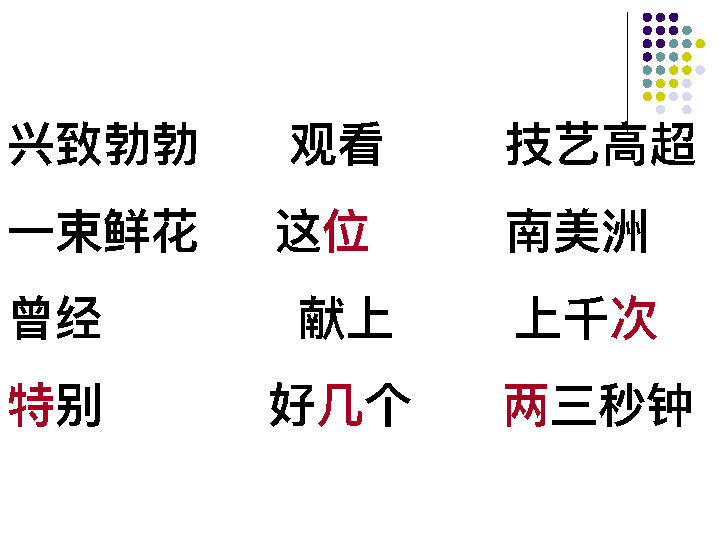 兴致勃勃 观看 技艺高超
一束鲜花 这位 南美洲
曾经 献上 上千次
特别 好几个 两三秒钟